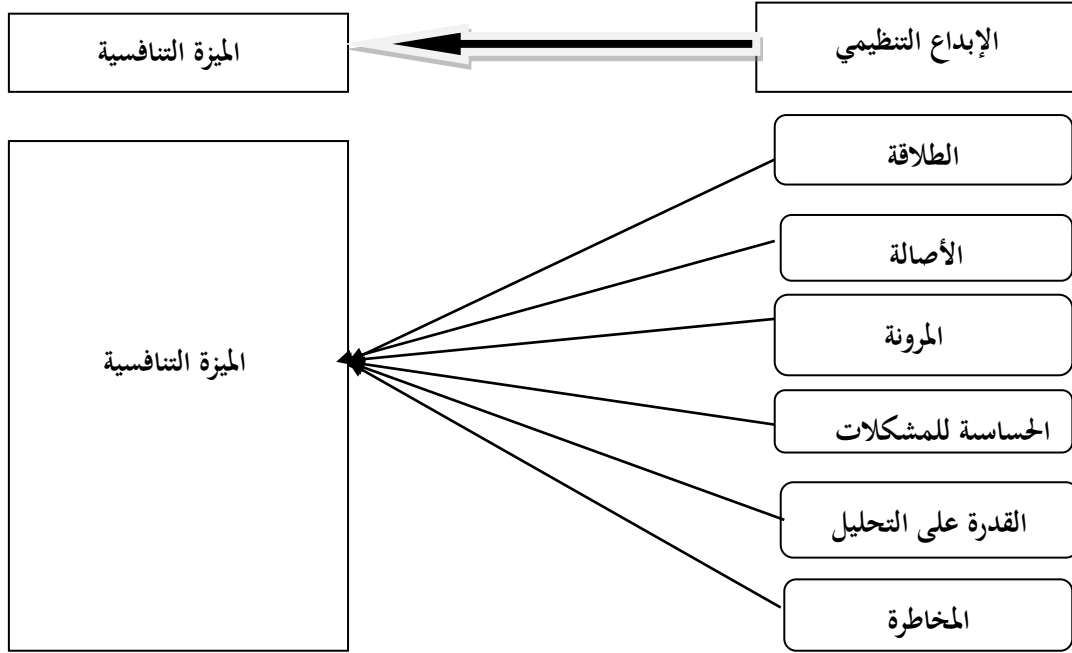 الإبداع التنظيمي
الميزة التنافسية
الطلاقة
الأصالة
المرونة
الحساسة للمشكلات
القدرة على التحليل
المخاطرة
الميزة التنافسية